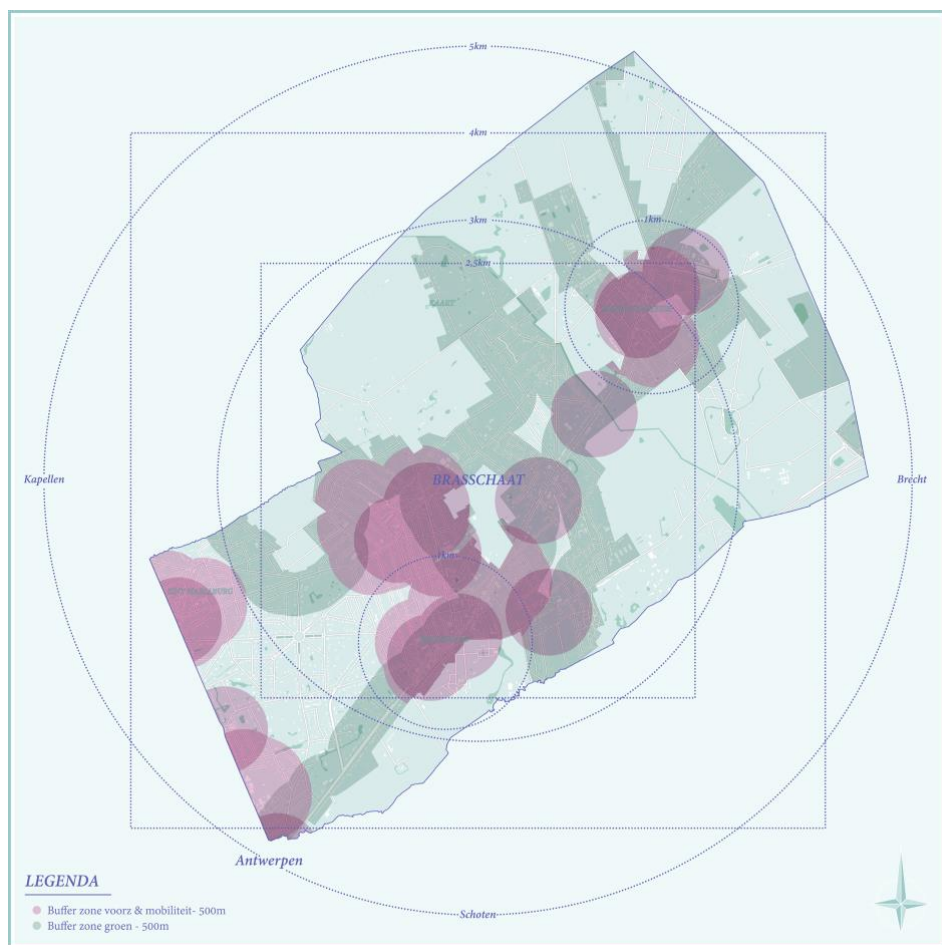 5km
4km
3km
1km
2,5km
Kapellen
BRASSCHAAT
Brecht
1km
Antwerpen
LEGENDA
Buffer zone voorz & mobiliteit- 500m
Buffer zone groen - 500m
Schoten